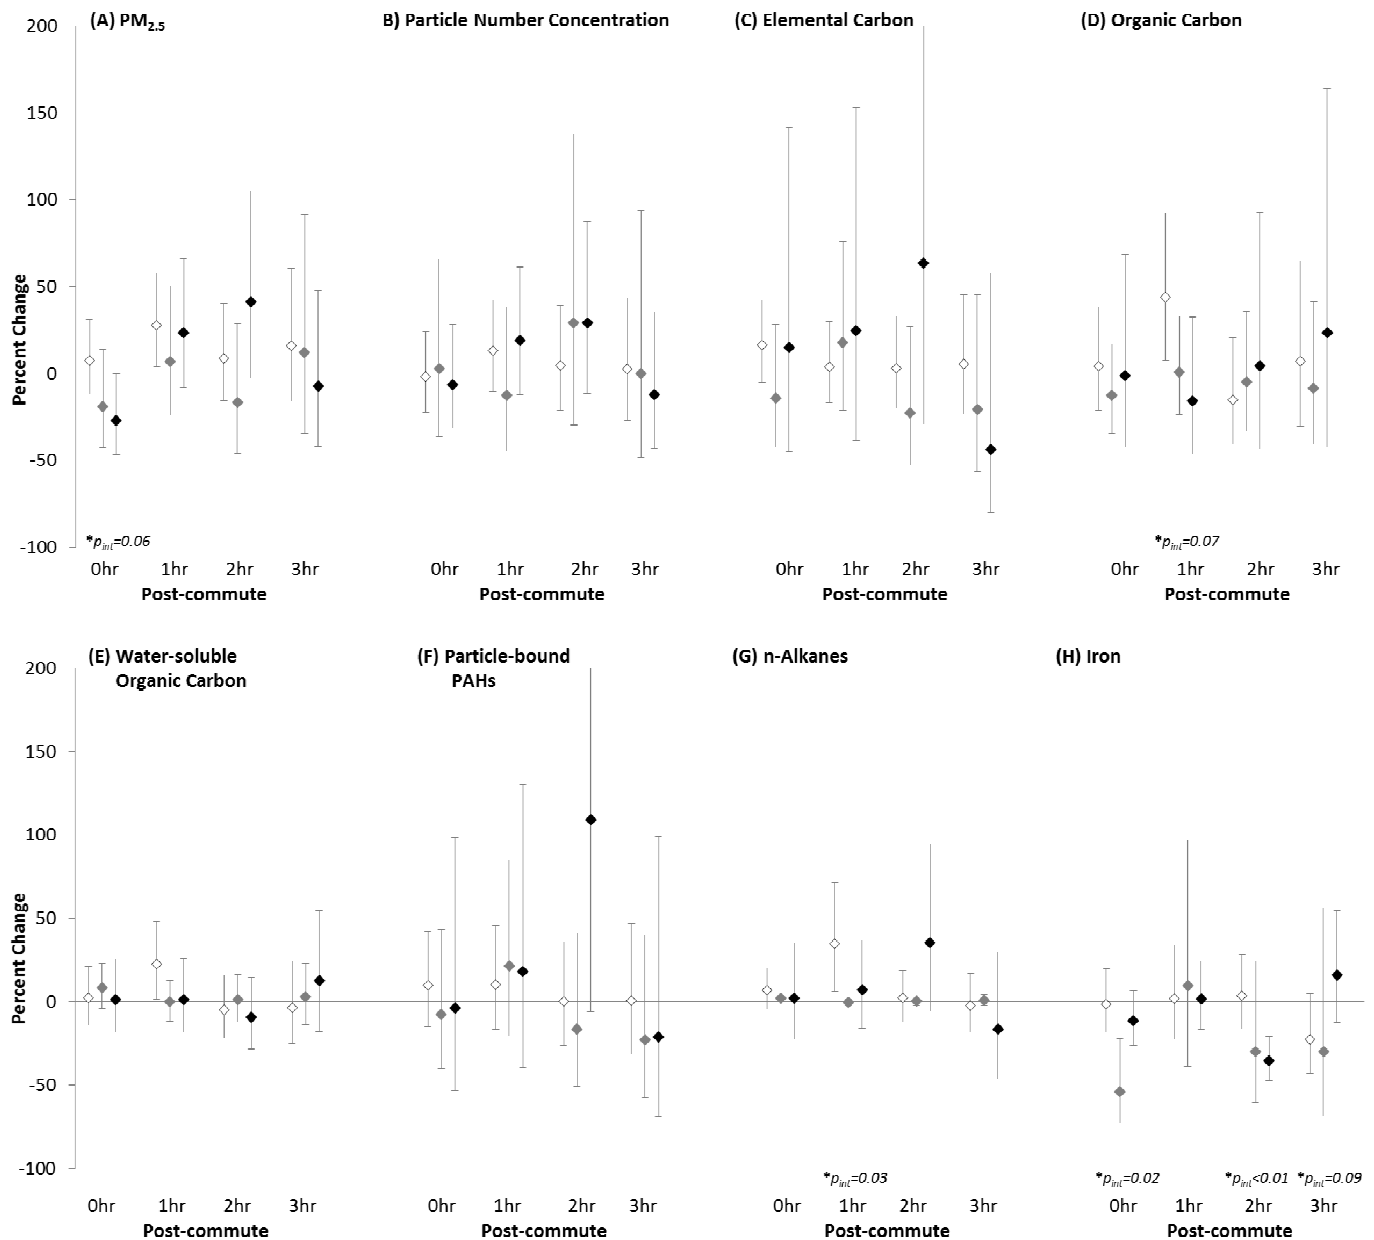 (A) PM2.5
B) Particle Number Concentration
(C) Elemental Carbon
(D) Organic Carbon
200
150
100
50
0
-50
-100
Percent Change
*pint=0.06
*pint=0.07
0hr 1hr 2hr 3hr
0hr 1hr 2hr 3hr
0hr 1hr 2hr 3hr
0hr 1hr 2hr 3hr
Post-commute
Post-commute
Post-commute
Post-commute
(E) Water-soluble
Organic Carbon
(F) Particle-bound
PAHs
(G) n-Alkanes
(H) Iron
200
150
100
50
0
-50
-100
Percent Change
*pint=0.03
*pint=0.02
*pint<0.01
*pint=0.09
0hr 1hr 2hr 3hr
0hr 1hr 2hr 3hr
0hr 1hr 2hr 3hr
0hr 1hr 2hr 3hr
Post-commute
Post-commute
Post-commute
Post-commute